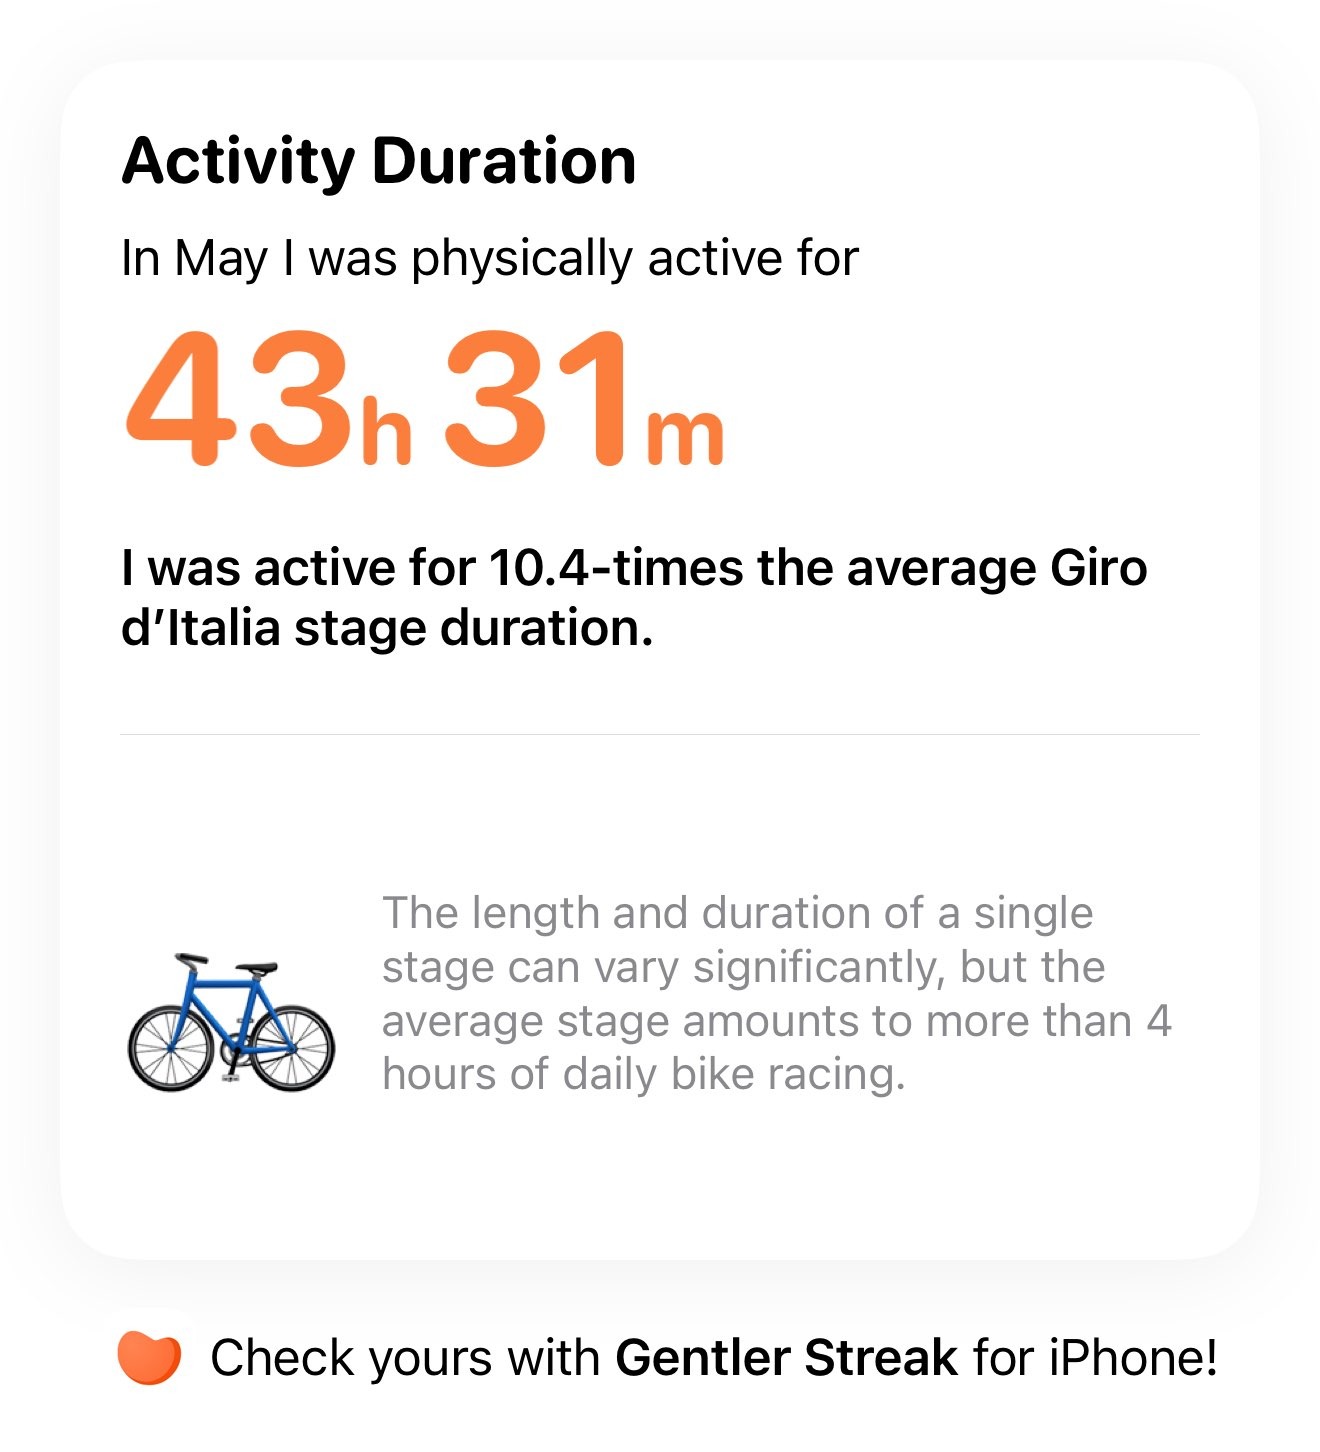 Activity Duration
In May I was physically active for
43h 31m
I was active for 10.4-times the average Giro
d’Italia stage duration.
The length and duration of a single
stage can vary significantly, but the
average stage amounts to more than 4
hours of daily bike racing.
Check yours with Gentler Streak for iPhone!